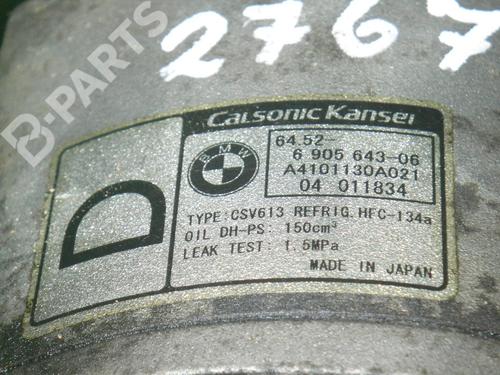 2767
B-PARTS
Calsonic Kansei
BMW
D
64.52
6 905 643-06
A4101130A021
04 011834
TYPE: CSV613 REFRIG. HFC-134a
OIL DH-PS: 150cm³
LEAK TEST: 1.5MPa
MADE IN JAPAN